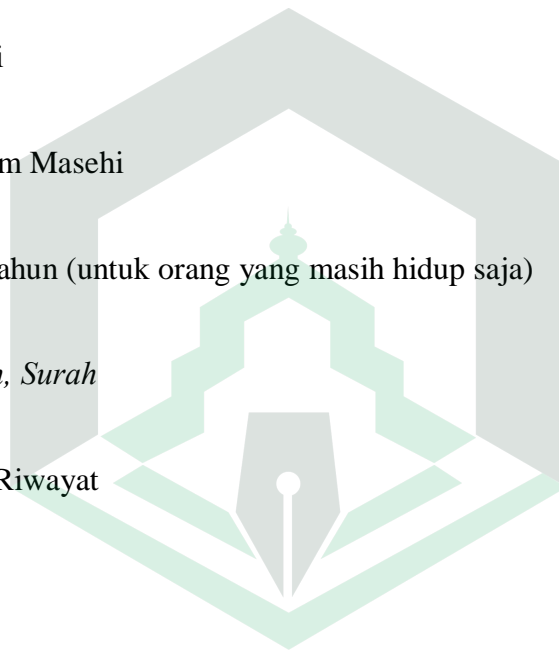 i
m Masehi
ahun (untuk orang yang masih hidup saja)
n, Surah
Riwayat